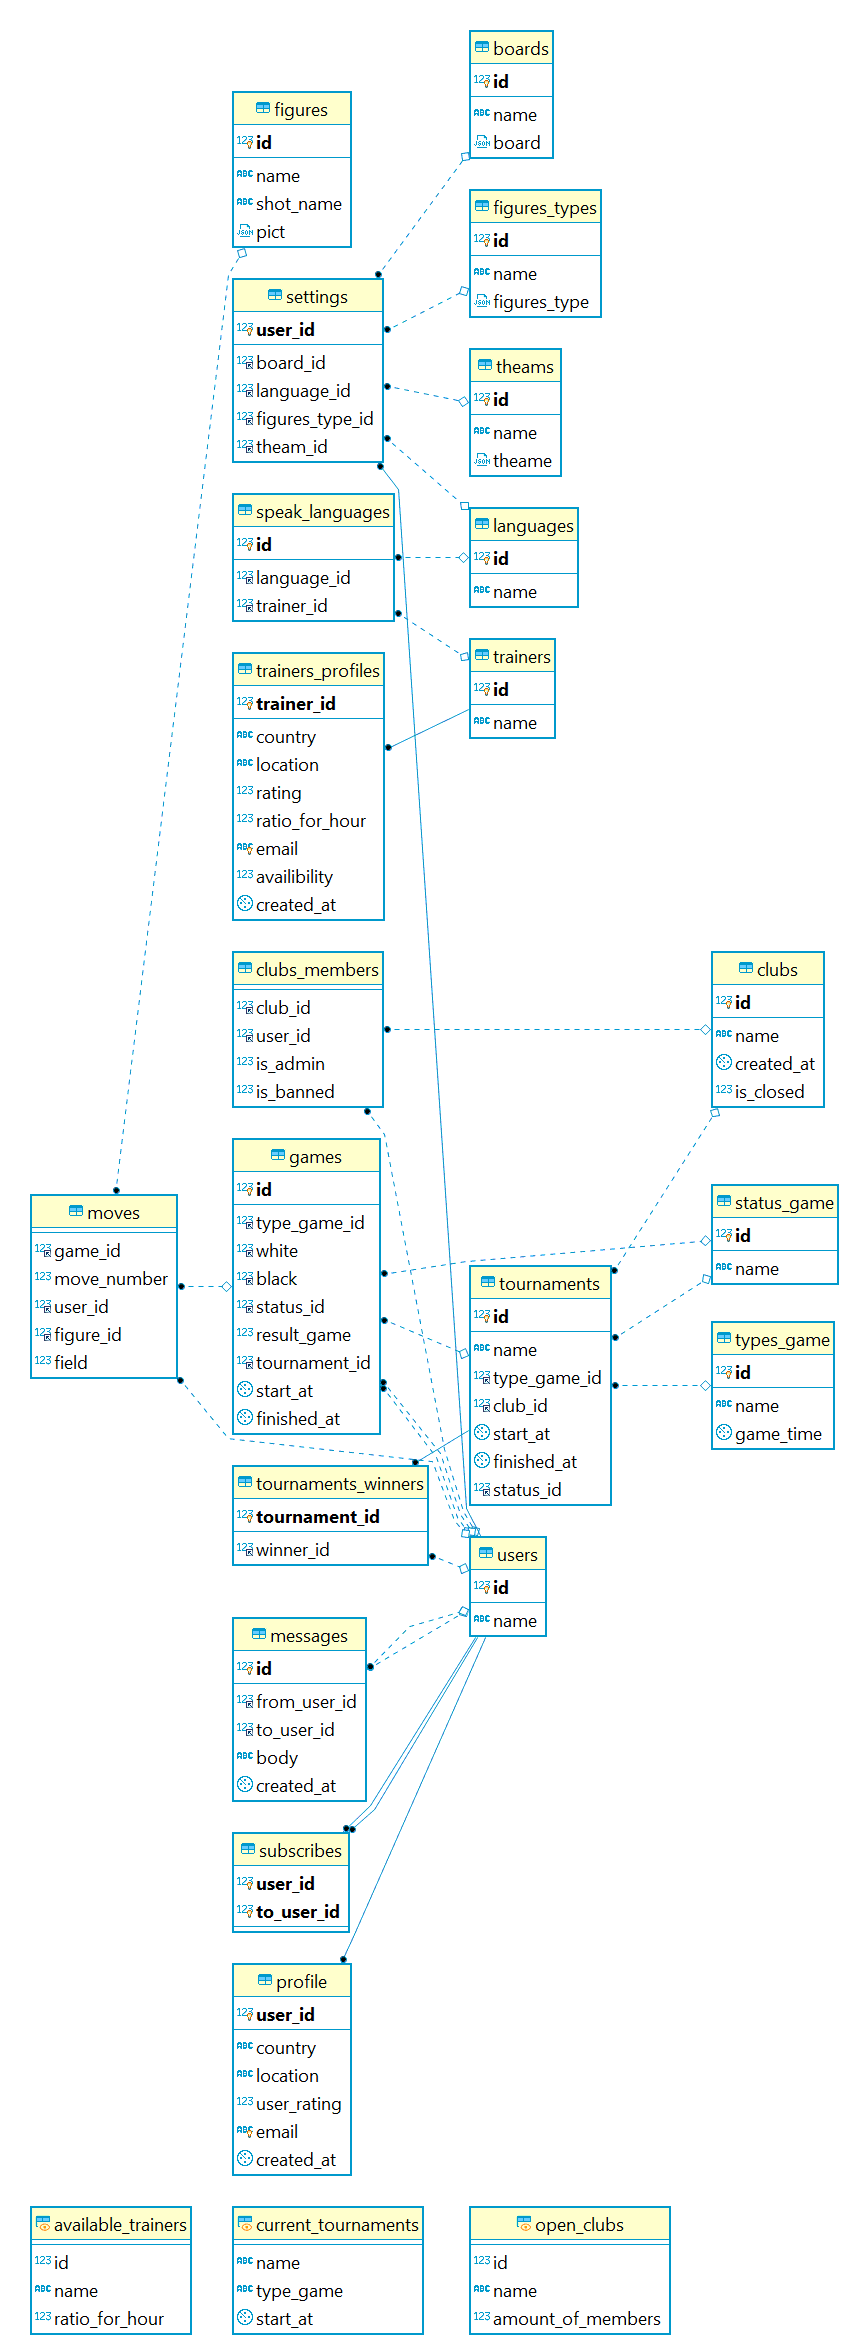 boards
id
name
board
figures
id
name
shot_name
pict
figures_types
id
name
figures_type
settings
user_id
board_id
language_id
figures_type_id
theam_id
theams
id
name
theame
speak_languages
id
language_id
trainer_id
languages
id
name
trainers_profiles
trainer_id
country
location
rating
ratio_for_hour
email
availibility
created_at
trainers
id
name
clubs_members
club_id
user_id
is_admin
is_banned
clubs
id
name
created_at
is_closed
games
id
type_game_id
white
black
status_id
result_game
tournament_id
start_at
finished_at
moves
game_id
move_number
user_id
figure_id
field
status_game
id
name
tournaments
id
name
type_game_id
club_id
start_at
finished_at
status_id
types_game
id
name
game_time
tournaments_winners
tournament_id
winner_id
users
id
name
messages
id
from_user_id
to_user_id
body
created_at
subscribes
user_id
to_user_id
profile
user_id
country
location
user_rating
email
created_at
available_trainers
id
name
ratio_for_hour
current_tournaments
name
type_game
start_at
open_clubs
id
name
amount_of_members